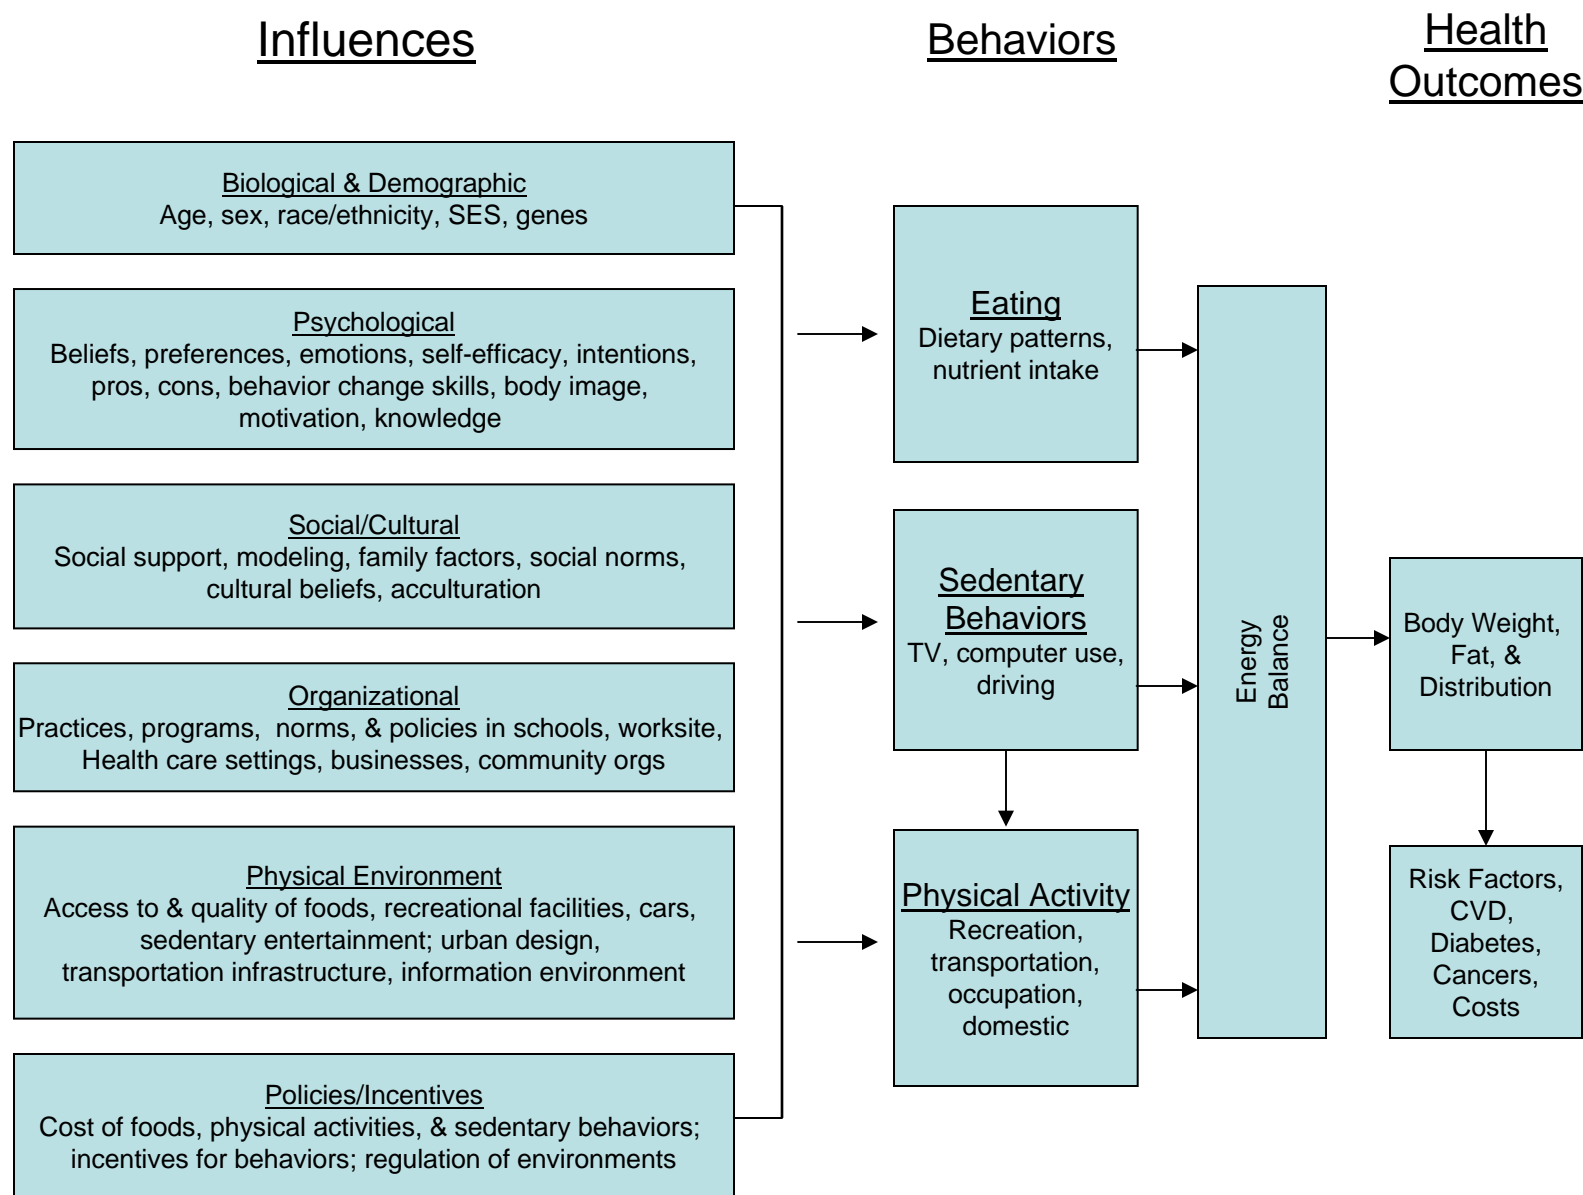 Influences
Behaviors
Health
Outcomes
Biological & Demographic
Age, sex, race/ethnicity, SES, genes
Psychological
Beliefs, preferences, emotions, self-efficacy, intentions,
pros, cons, behavior change skills, body image,
motivation, knowledge
Social/Cultural
Social support, modeling, family factors, social norms,
cultural beliefs, acculturation
Organizational
Practices, programs,  norms, & policies in schools, worksite,
Health care settings, businesses, community orgs
Physical Environment
Access to & quality of foods, recreational facilities, cars,
sedentary entertainment; urban design,
transportation infrastructure, information environment
Policies/Incentives
Cost of foods, physical activities, & sedentary behaviors;
incentives for behaviors; regulation of environments
Eating
Dietary patterns,
nutrient intake
Sedentary
Behaviors
TV, computer use,
driving
Physical Activity
Recreation,
transportation,
occupation,
domestic
Energy
Balance
Body Weight,
Fat, &
Distribution
Risk Factors,
CVD,
Diabetes,
Cancers,
Costs